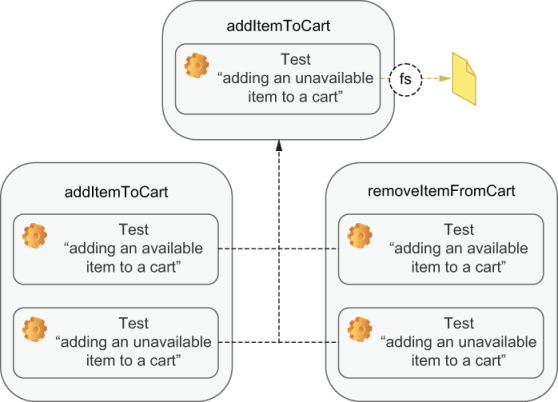 addItemToCart
Test
“adding an unavailable
item to a cart”
fs
addItemToCart
Test
“adding an available
item to a cart”
Test
“adding an unavailable
item to a cart”
removeItemFromCart
Test
“adding an available
item to a cart”
Test
“adding an unavailable
item to a cart”